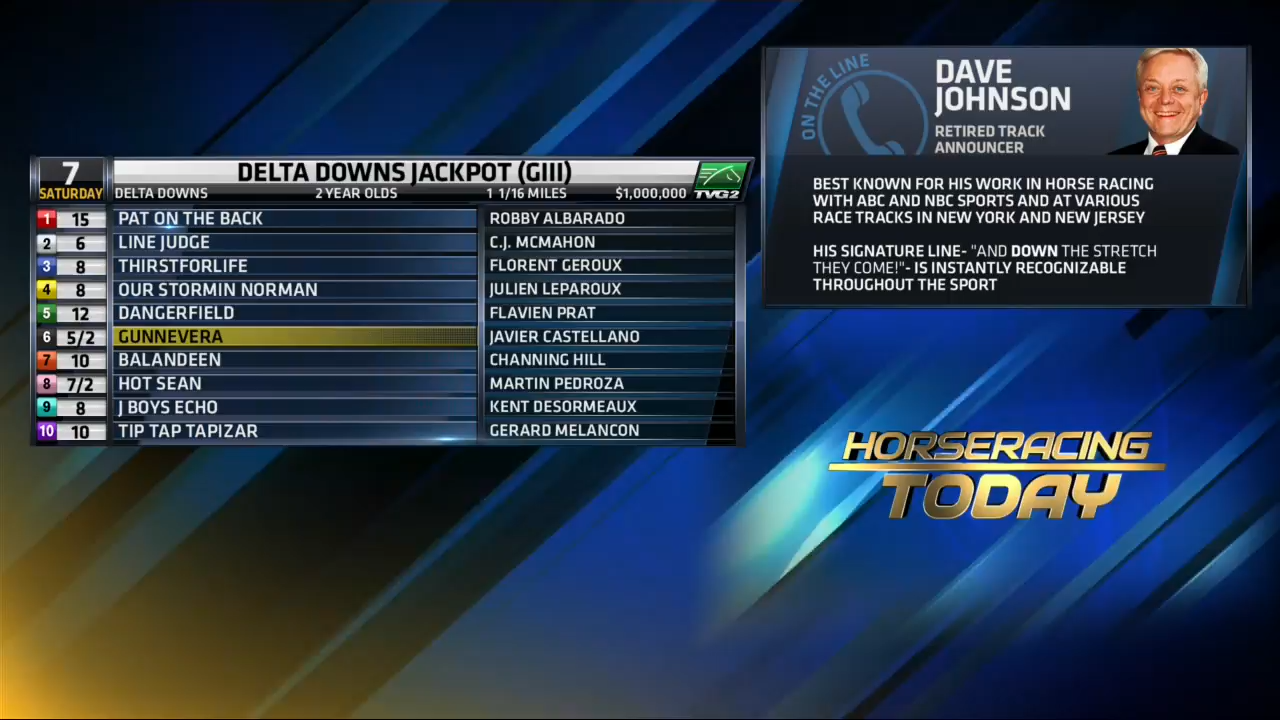 7
SATURDAY
DELTA DOWNS JACKPOT (GIII)
DELTA DOWNS 2 YEAR OLDS 1 1/16 MILES $1,000,000
TVG2
1 15 PAT ON THE BACK ROBBY ALBARADO
2 6 LINE JUDGE C.J. MCMAHON
3 8 THIRSTFORLIFE FLORENT GEROUX
4 8 OUR STORMIN NORMAN JULIEN LEPAROUX
5 12 DANGERFIELD FLAVIEN PRAT
6 5/2 GUNNEVERA JAVIER CASTELLANO
7 10 BALANDEEN CHANNING HILL
8 7/2 HOT SEAN MARTIN PEDROZA
9 8 J BOYS ECHO KENT DESORMEAUX
10 10 TIP TAP TAPIZAR GERARD MELANCON
ON THE LINE
DAVE
JOHNSON
RETIRED TRACK
ANNOUNCER
BEST KNOWN FOR HIS WORK IN HORSE RACING
WITH ABC AND NBC SPORTS AND AT VARIOUS
RACE TRACKS IN NEW YORK AND NEW JERSEY
HIS SIGNATURE LINE- "AND DOWN THE STRETCH
THEY COME!"- IS INSTANTLY RECOGNIZABLE
THROUGHOUT THE SPORT
HORSERACING
TODAY